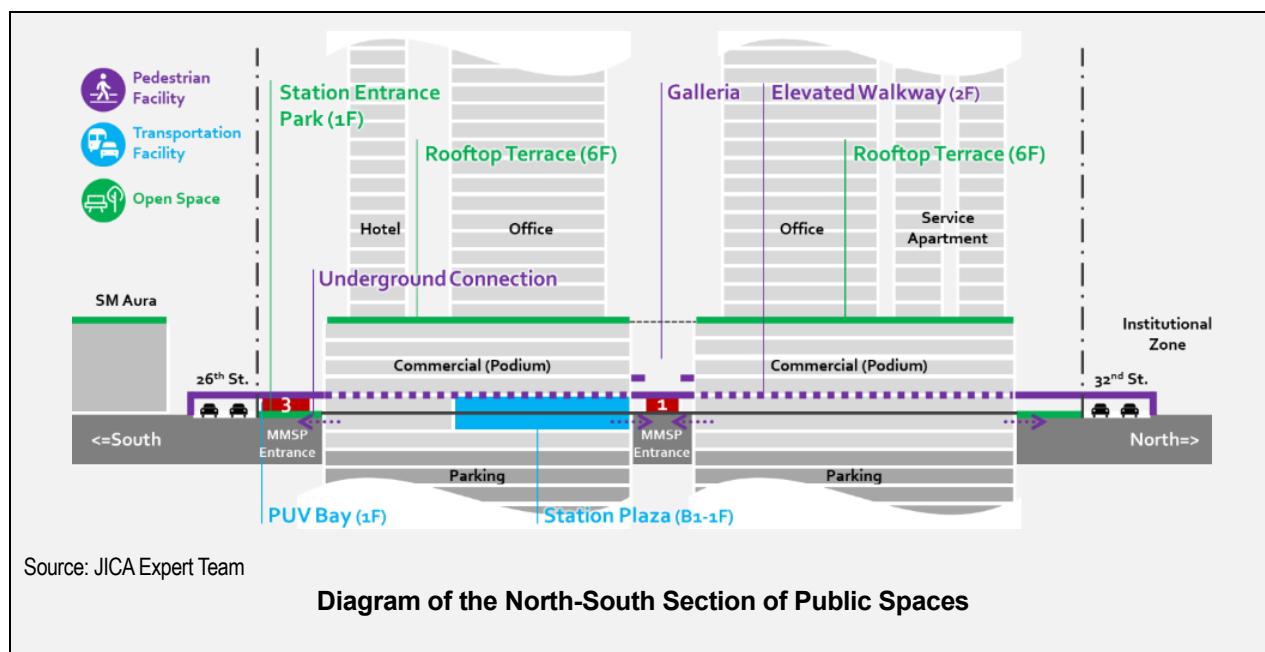 Pedestrian
Facility
Transportation
Facility
Open Space
Station Entrance
Park (1F)
Galleria
Elevated Walkway (2F)
Rooftop Terrace (6F)
Rooftop Terrace (6F)
Hotel
Office
Office
Service
Apartment
Underground Connection
SM Aura
Institutional
Zone
Commercial (Podium)
Commercial (Podium)
26th St.
32nd St.
3
1
<=South
MMSP
Entrance
MMSP
Entrance
North=>
Parking
Parking
PUV Bay (1F)
Station Plaza (B1-1F)
Source: JICA Expert Team
Diagram of the North-South Section of Public Spaces